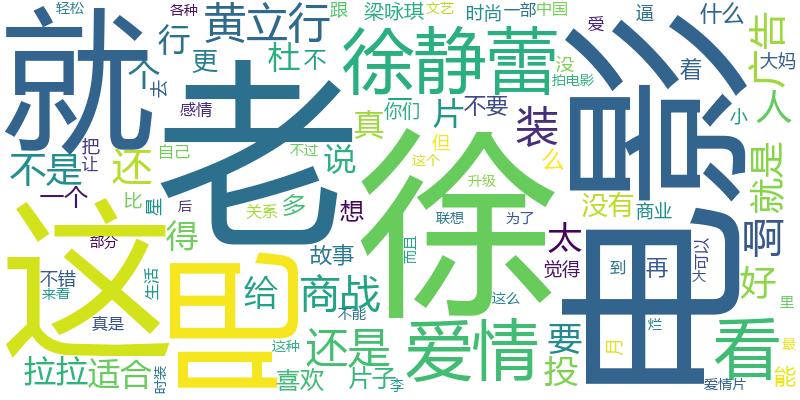 轻松
各种
黄立行
跟
梁咏琪
时尚
一部
文艺
中国
爱
逼
什么
广告
大妈
就
行
更
杜
不
徐静蕾
没
拍电影
着
电影
人
个
去
感情
老
真
你们
片
不要
装
小
把
让
不是
还
说
但
不过
自己
这个
么
就是
徐
升级
一个
比
星
后
关系
多
想
没有
商业
啊
这
部分
得
联想
为了
而且
太
觉得
到
再
大可以
不错
来看
生活
故事
给
商战
不能
这么
好
里
真是
都
还是
爱情
要
月
烂
看
最
拉拉
适合
时装
这种
喜欢
片子
李
投
爱情片
能